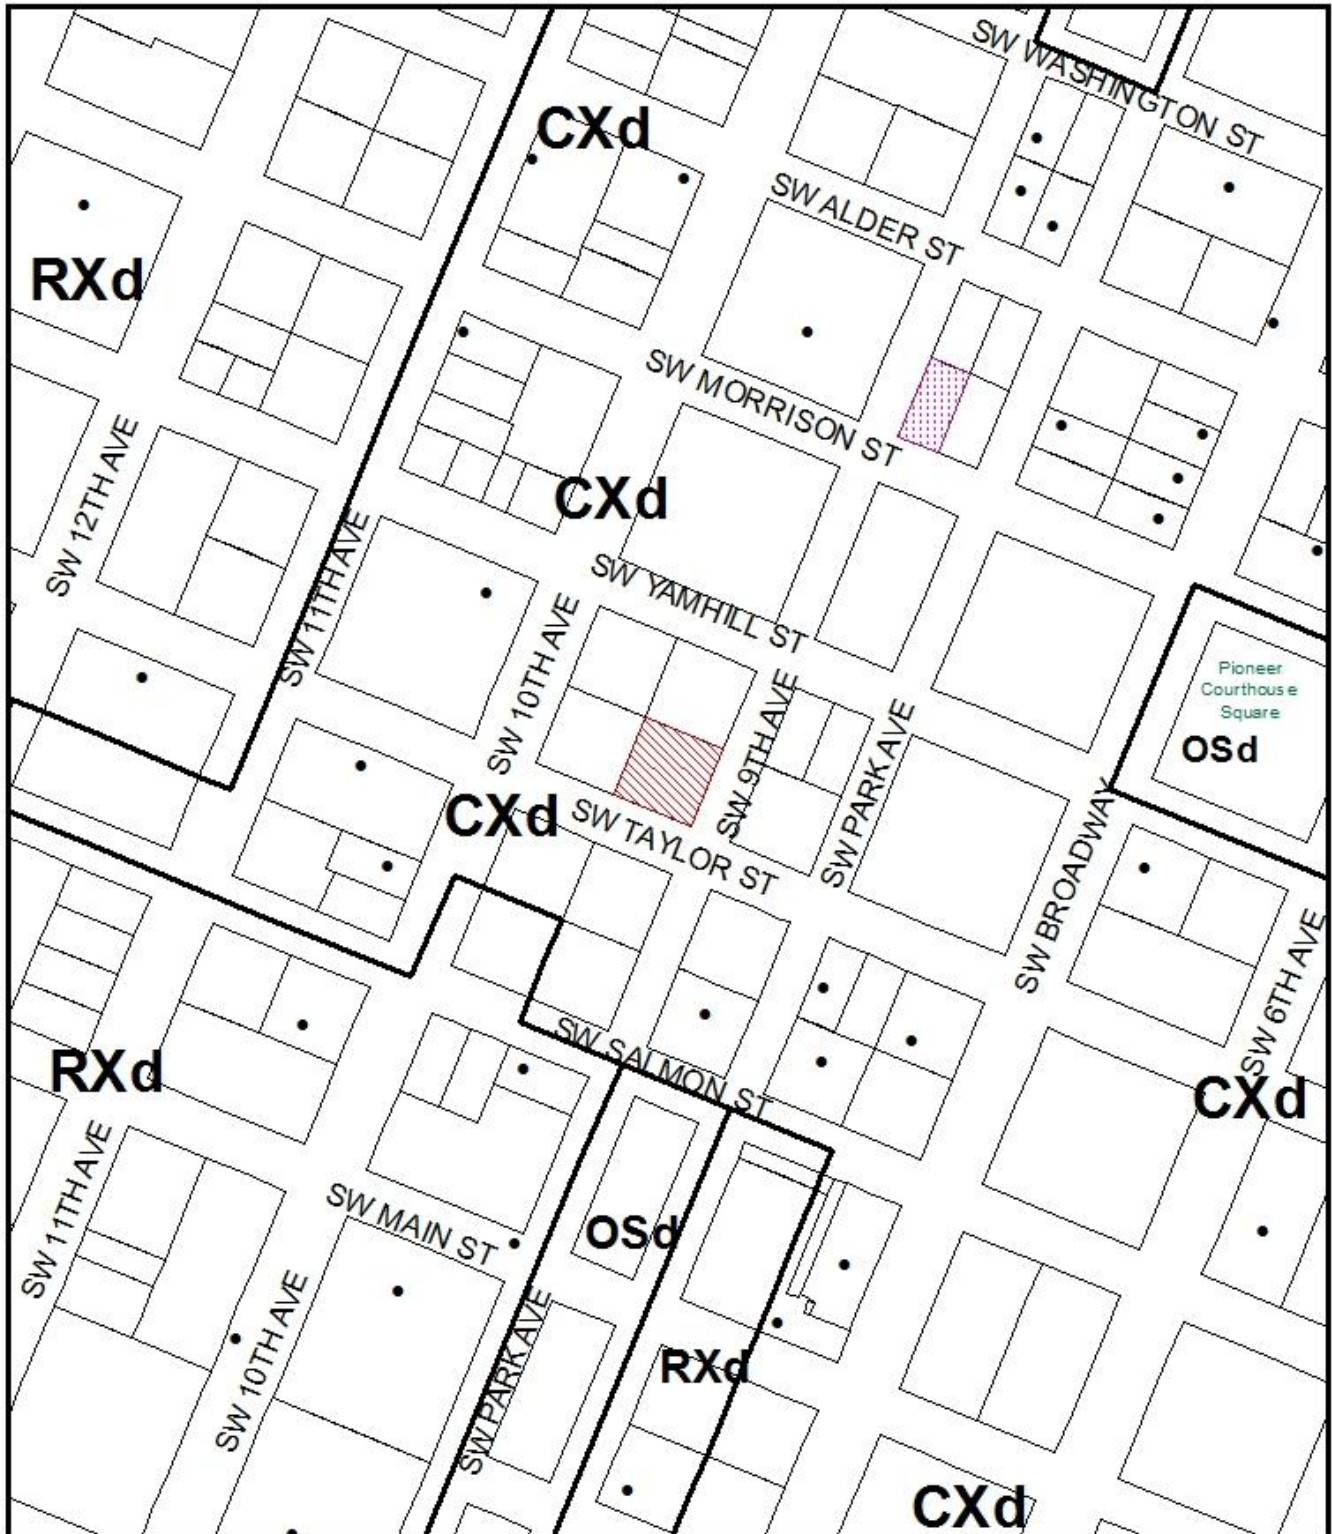 SW WASHINGTON ST
CXd
SW ALDER ST
RXd
SW MORRISON ST
SW 12TH AVE
CXd
SW 11TH AVE
SW YAMHILL ST
SW 10TH AVE
Pioneer
Courthouse
Square
OSd
SW 9TH AVE
SW PARK AVE
CXd
SW TAYLOR ST
SW BROADWAY
SW 6TH AVE
RXd
SW SALMON ST
CXd
SW 11TH AVE
SW MAIN ST
OSd
SW 10TH AVE
SW PARK AVE
RXd
CXd